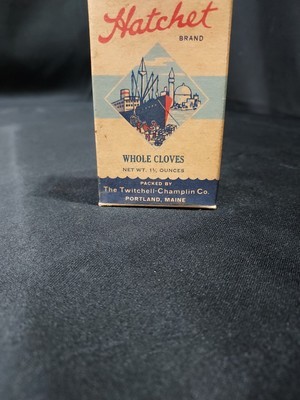 Hatchet
BRAND
WHOLE CLOVES
NET WT. 1½ OUNCES
PACKED BY
The Twitchell-Champlin Co.
PORTLAND, MAINE